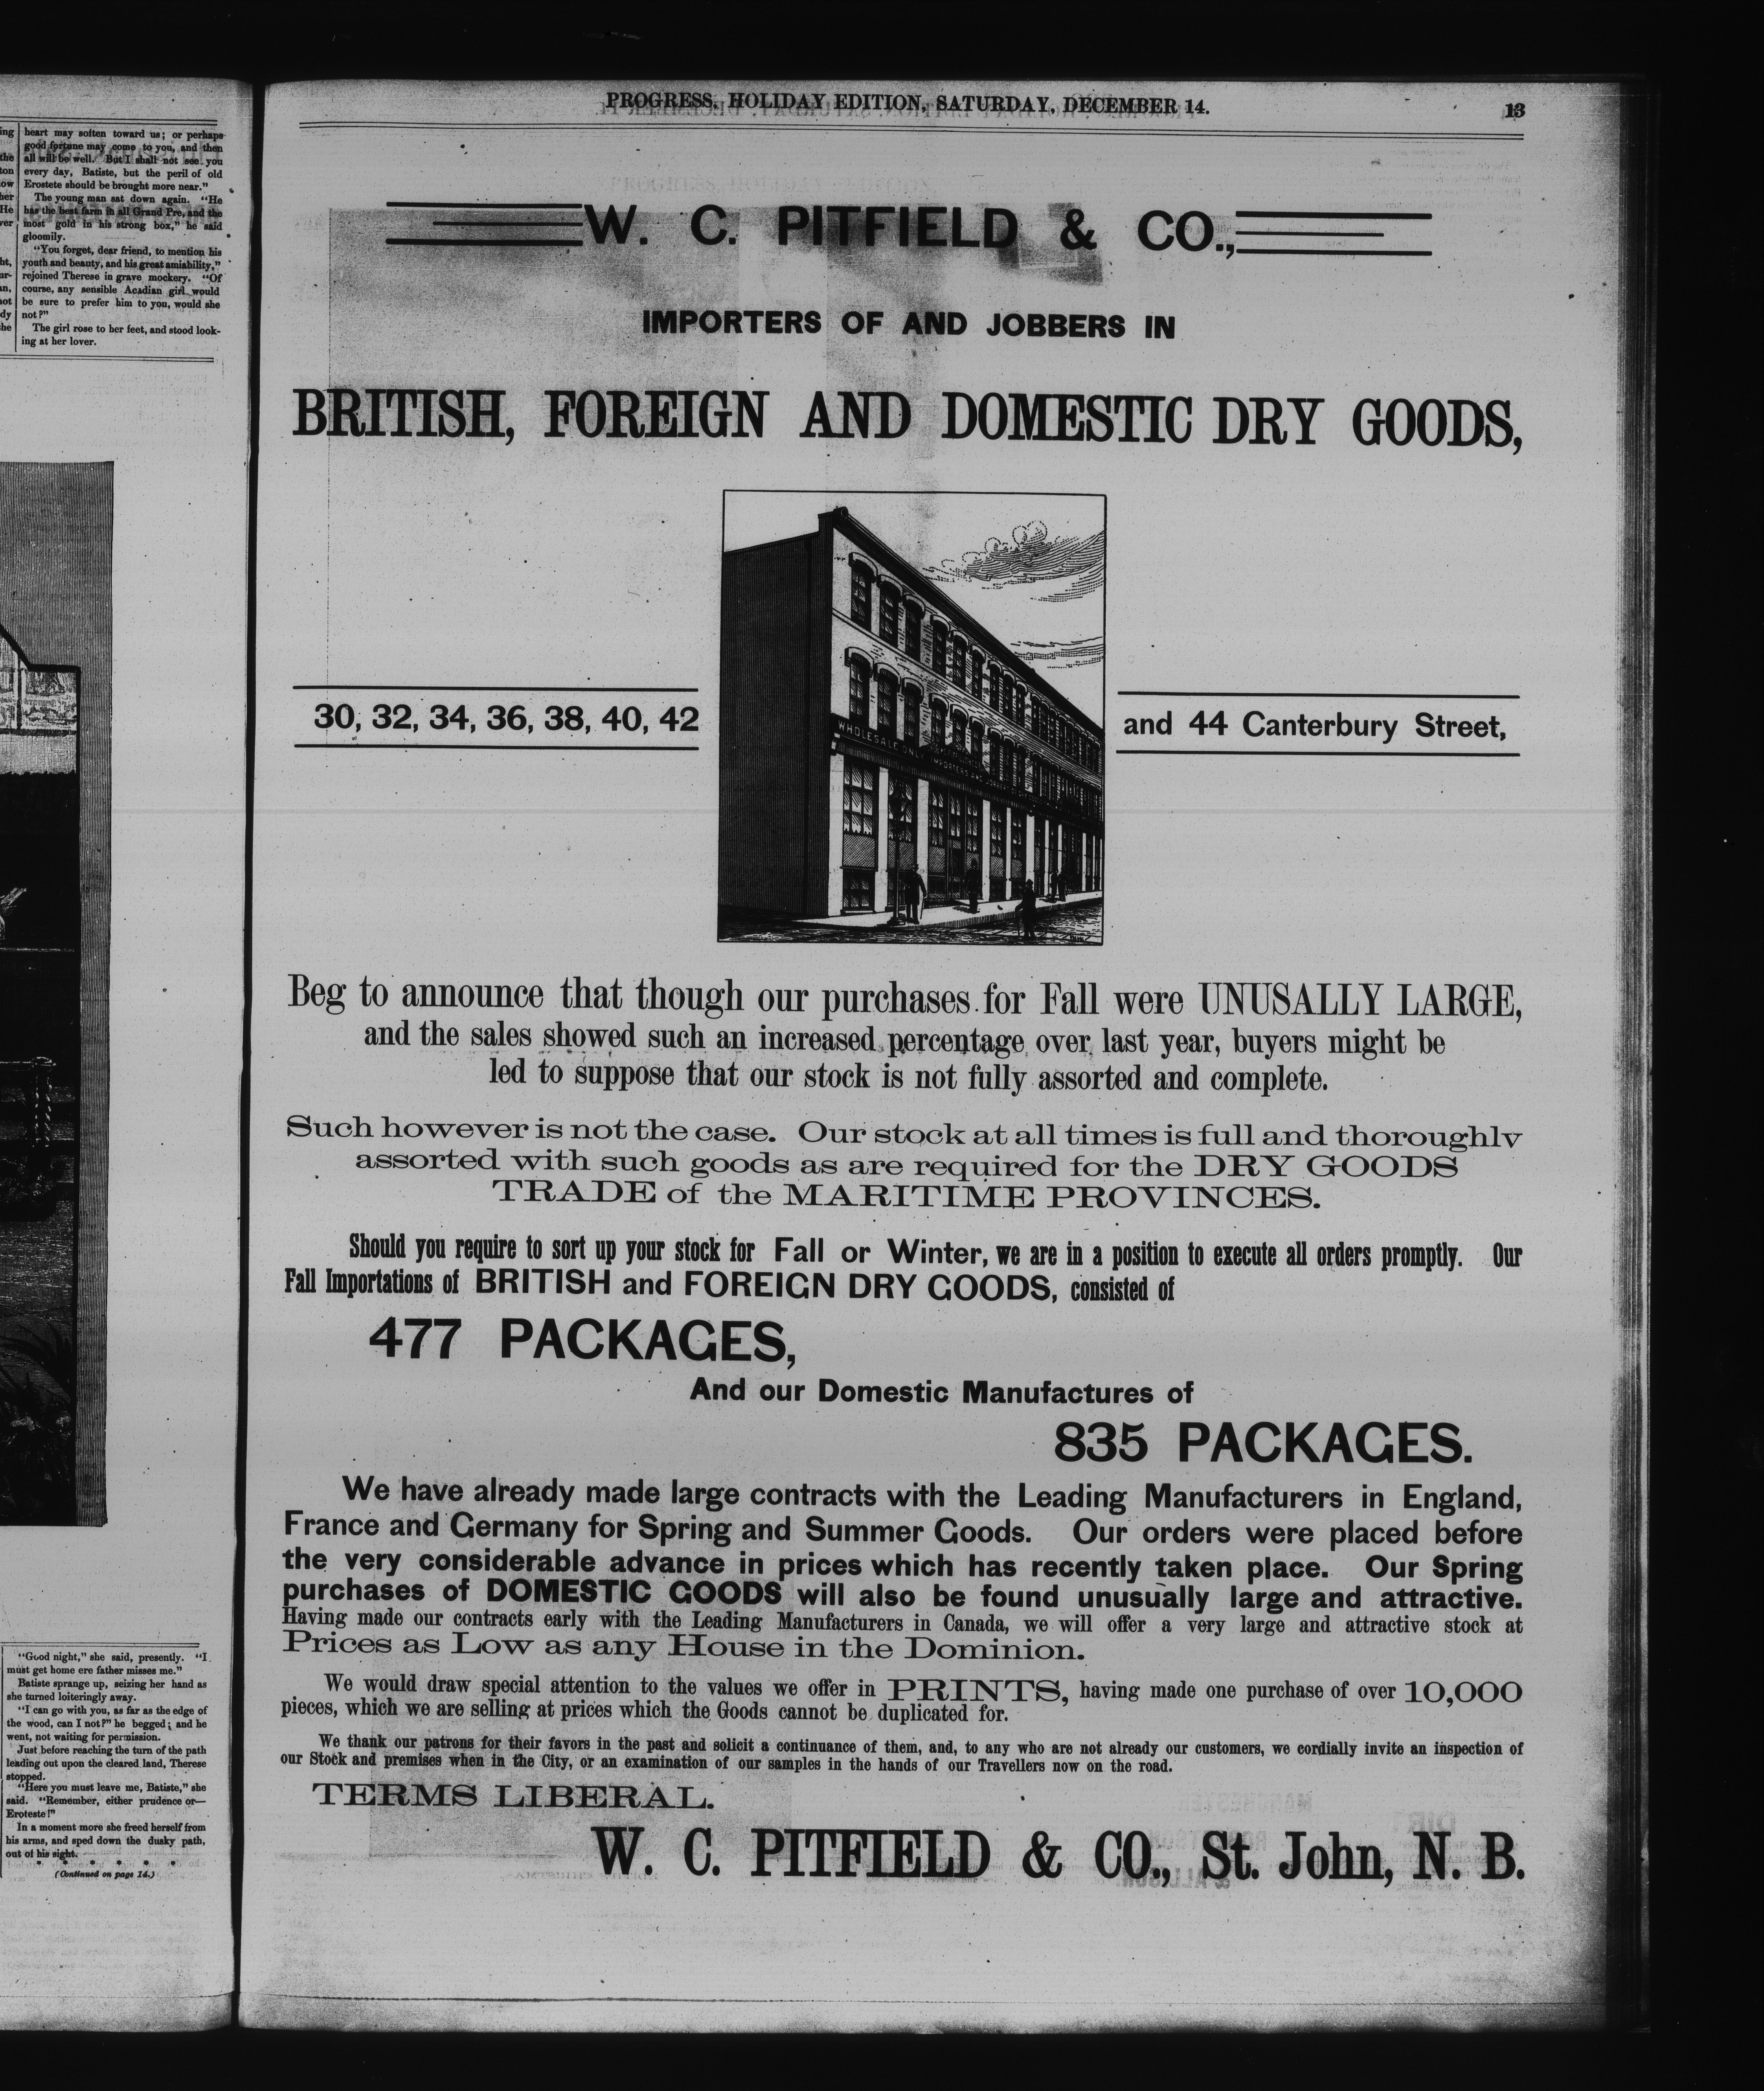 heart may soften toward us; or perhaps
good fortune may come to you, and then
all will be well. But I shall not see you
every day, Batiste, but the peril of old
Erostete should be brought more near."
The young man sat down again. "He
has the best farm in all Grand Pre, and the
most gold in his strong box," he said
gloomily.
"You forget, dear friend, to mention his
youth and beauty, and his great amiability,"
rejoined Therese in grave mockery. "Of
course, any sensible Acadian girl would
be sure to prefer him to you, would she
not?"
The girl rose to her feet, and stood look-
ing at her lover.
"Good night," she said, presently. "I
must get home ere father misses me."
Batiste sprange up, seizing her hand as
she turned loiteringly away.
"I can go with you, as far as the edge of
the wood, can I not?" he begged; and he
went, not waiting for permission.
Just before reaching the turn of the path
leading out upon the cleared land, Therese
stopped.
"Here you must leave me, Batiste," she
said. "Remember, either prudence or—
Eroteste!"
In a moment more she freed herself from
his arms, and sped down the dusky path,
out of his sight.
* * * * * *
(Continued on page 14.)
PROGRESS, HOLIDAY EDITION, SATURDAY, DECEMBER 14.
13
W. C. PITFIELD & CO.,
IMPORTERS OF AND JOBBERS IN
BRITISH, FOREIGN AND DOMESTIC DRY GOODS,
30, 32, 34, 36, 38, 40, 42
WHOLESALE
IMPORTERS AND
and 44 Canterbury Street,
Beg to announce that though our purchases for Fall were UNUSALLY LARGE,
and the sales showed such an increased percentage over last year, buyers might be
led to suppose that our stock is not fully assorted and complete.
Such however is not the case. Our stock at all times is full and thoroughly
assorted with such goods as are required for the DRY GOODS
TRADE of the MARITIME PROVINCES.
Should you require to sort up your stock for Fall or Winter, we are in a position to execute all orders promptly. Our
Fall Importations of BRITISH and FOREIGN DRY GOODS, consisted of
477 PACKAGES,
And our Domestic Manufactures of
835 PACKAGES.
We have already made large contracts with the Leading Manufacturers in England,
France and Germany for Spring and Summer Goods. Our orders were placed before
the very considerable advance in prices which has recently taken place. Our Spring
purchases of DOMESTIC GOODS will also be found unusually large and attractive.
Having made our contracts early with the Leading Manufacturers in Canada, we will offer a very large and attractive stock at
Prices as Low as any House in the Dominion.
We would draw special attention to the values we offer in PRINTS, having made one purchase of over 10,000
pieces, which we are selling at prices which the Goods cannot be duplicated for.
We thank our patrons for their favors in the past and solicit a continuance of them, and, to any who are not already our customers, we cordially invite an inspection of
our Stock and premises when in the City, or an examination of our samples in the hands of our Travellers now on the road.
TERMS LIBERAL.
W. C. PITFIELD & CO., St. John, N. B.